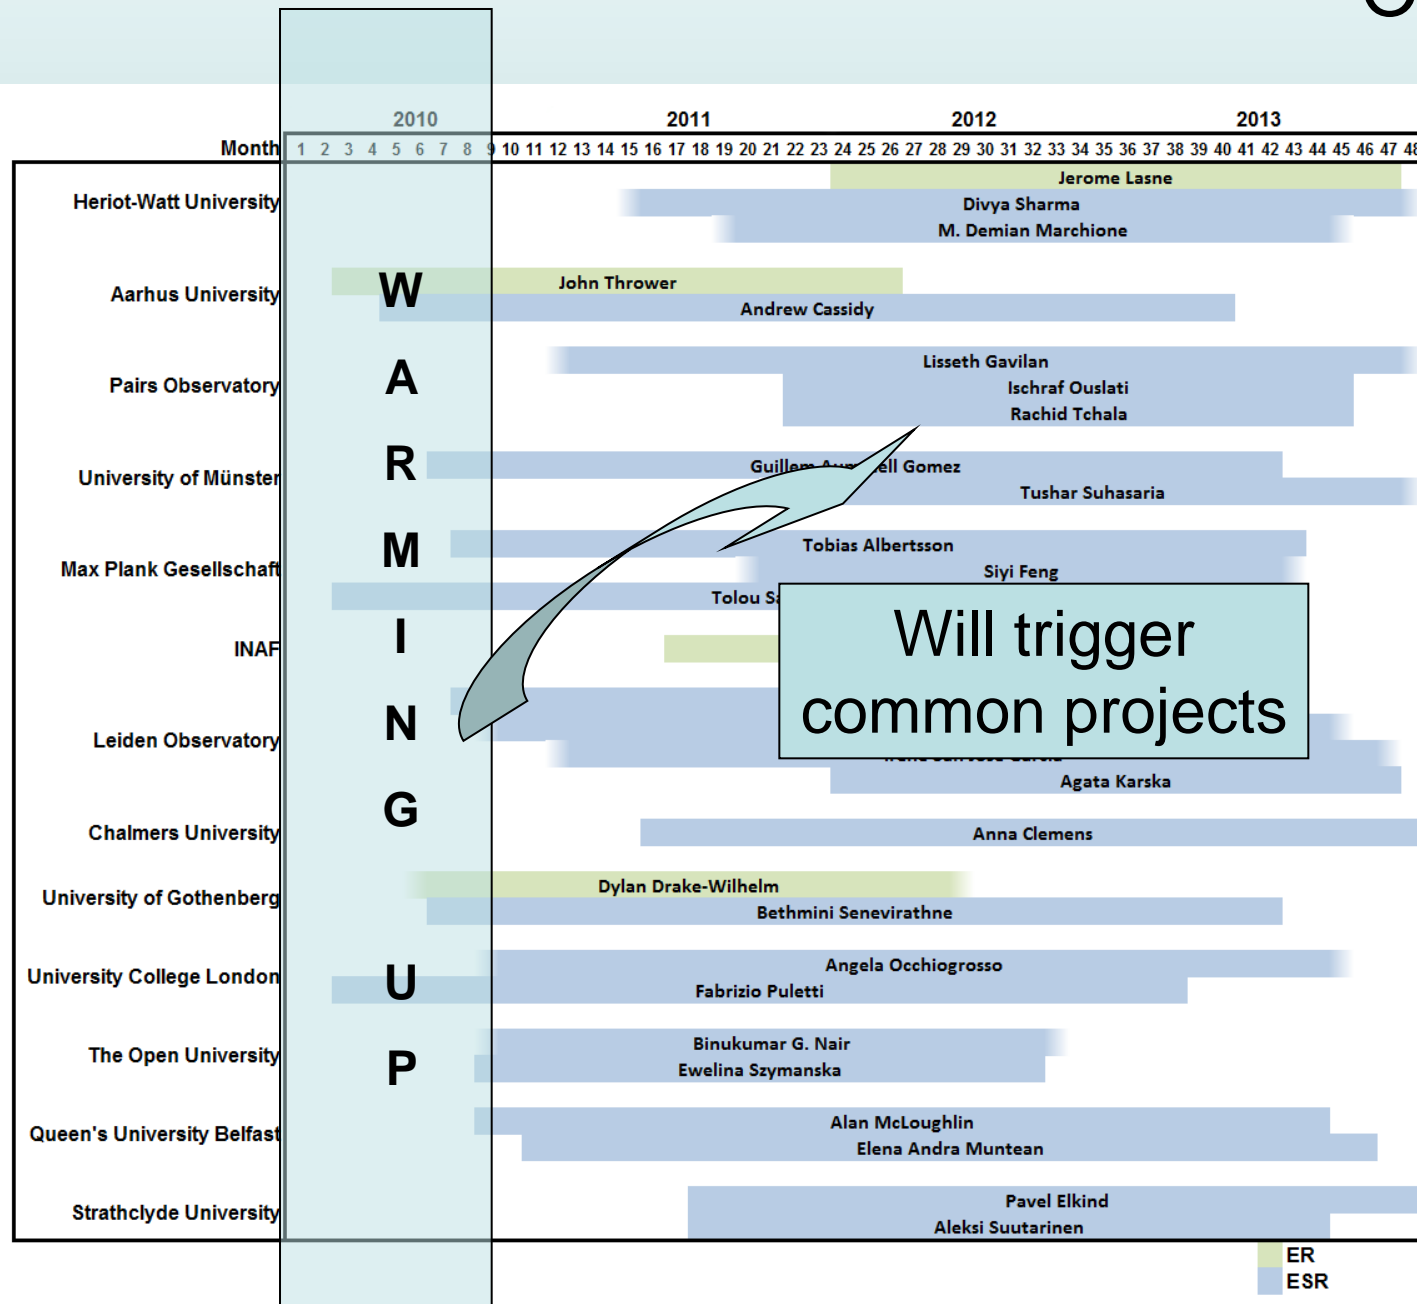 2010 2011 2012 2013
Month 1 2 3 4 5 6 7 8 9 10 11 12 13 14 15 16 17 18 19 20 21 22 23 24 25 26 27 28 29 30 31 32 33 34 35 36 37 38 39 40 41 42 43 44 45 46 47 48
Jerome Lasne
Heriot-Watt University Divya Sharma
M. Demian Marchione
John Thrower
Aarhus University
Andrew Cassidy
Lisseth Gavilan
Pairs Observatory Ischraf Ouslati
Rachid Tchala
Guillem Gomez
University of Münster
Tushar Suhasaria
Tobias Albertsson
Max Plank Gesellschaft Siyi Feng
Tolou
INAF
Will trigger
common projects
Leiden Observatory
Agata Karska
Chalmers University Anna Clemens
Dylan Drake-Wilhelm
University of Gothenberg
Bethmini Senevirathne
Angela Occhiogrosso
University College London
Fabrizio Puletti
Binukumar G. Nair
The Open University
Ewelina Szymanska
Alan McLoughlin
Queen's University Belfast
Elena Andra Muntean
Pavel Elkind
Strathclyde University
Aleksi Suutarinen
WARMING UP
ER
ESR